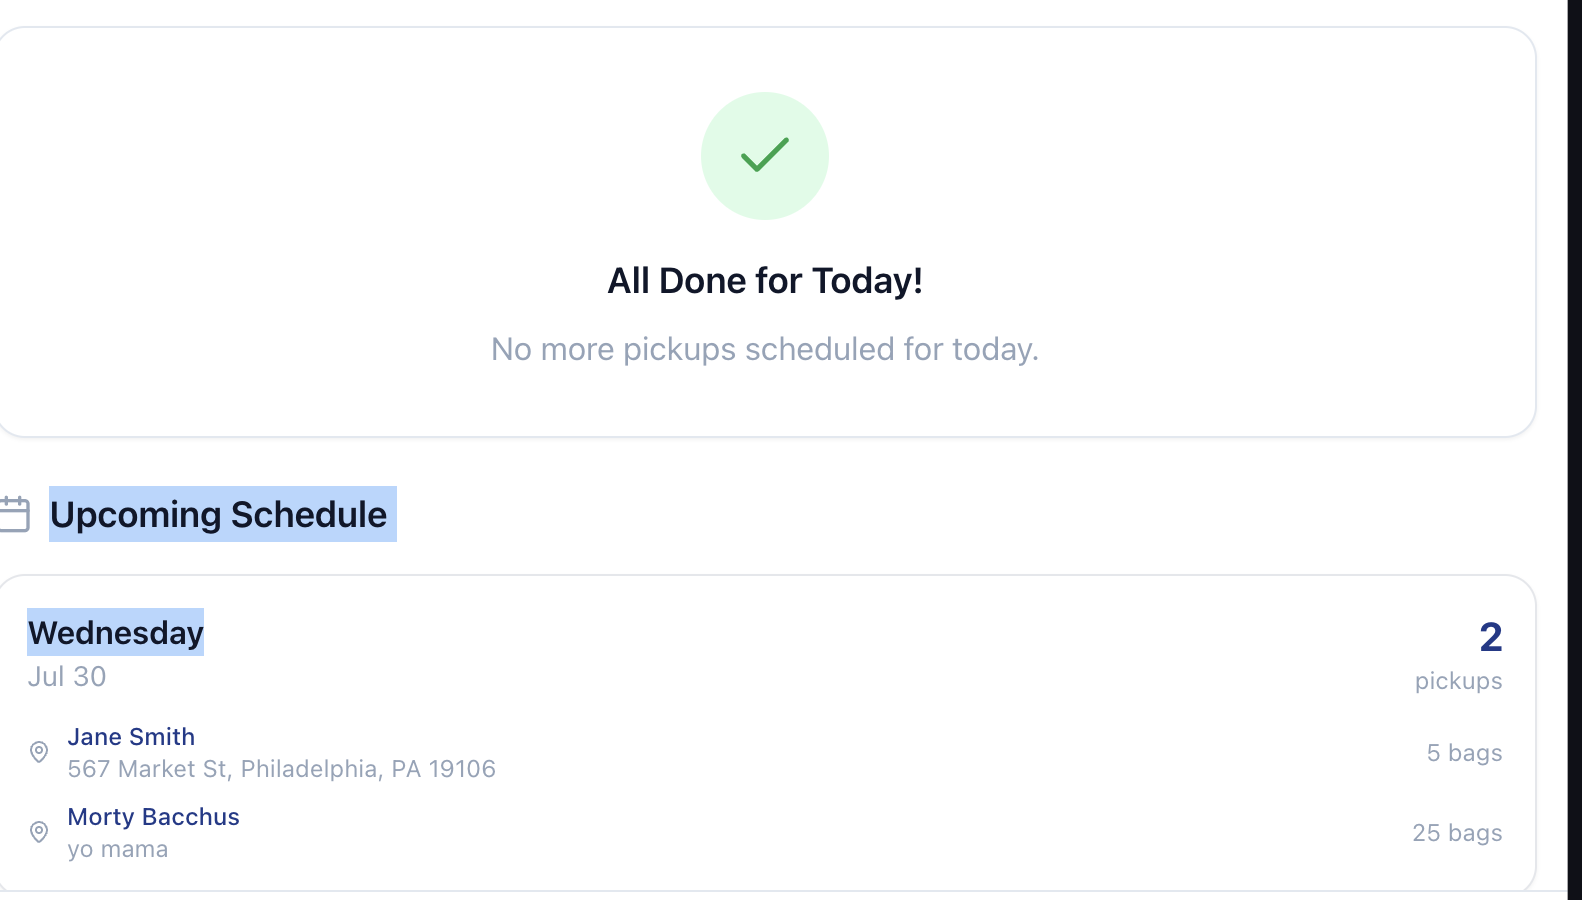 All Done for Today!
No more pickups scheduled for today.
Upcoming Schedule
Wednesday
2
Jul 30
pickups
Jane Smith
567 Market St, Philadelphia, PA 19106
5 bags
Morty Bacchus
yo mama
25 bags